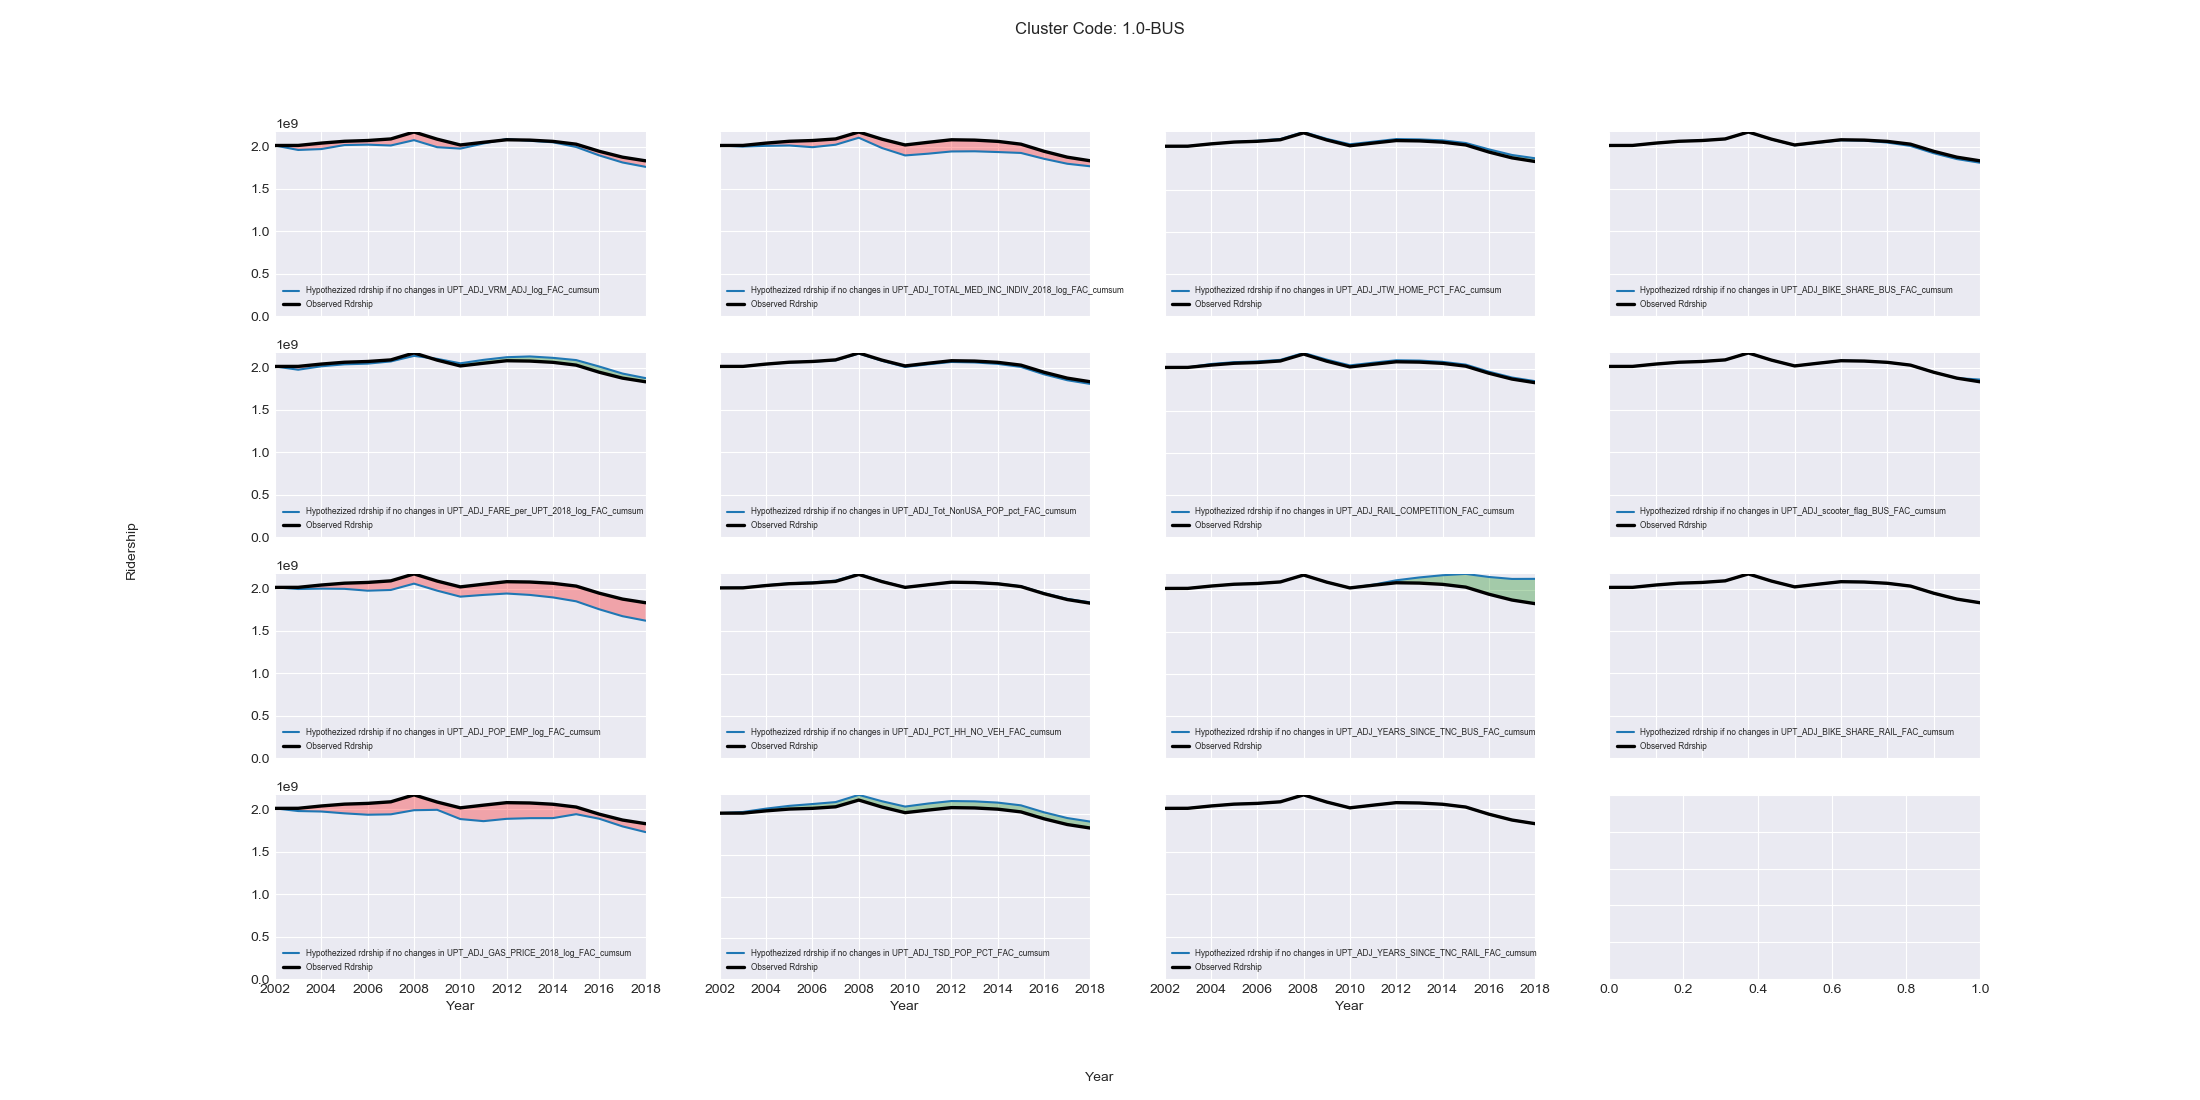 Cluster Code: 1.0-BUS
Ridership
1e9
2.0
1.5
1.0
0.5
0.0
Hypothezized rdrship if no changes in UPT_ADJ_VRM_ADJ_log_FAC_cumsum
Observed Rdrship
Hypothezized rdrship if no changes in UPT_ADJ_TOTAL_MED_INC_INDIV_2018_log_FAC_cumsum
Observed Rdrship
Hypothezized rdrship if no changes in UPT_ADJ_JTW_HOME_PCT_FAC_cumsum
Observed Rdrship
Hypothezized rdrship if no changes in UPT_ADJ_BIKE_SHARE_BUS_FAC_cumsum
Observed Rdrship
1e9
2.0
1.5
1.0
0.5
0.0
Hypothezized rdrship if no changes in UPT_ADJ_FARE_per_UPT_2018_log_FAC_cumsum
Observed Rdrship
Hypothezized rdrship if no changes in UPT_ADJ_Tot_NonUSA_POP_pct_FAC_cumsum
Observed Rdrship
Hypothezized rdrship if no changes in UPT_ADJ_RAIL_COMPETITION_FAC_cumsum
Observed Rdrship
Hypothezized rdrship if no changes in UPT_ADJ_scooter_flag_BUS_FAC_cumsum
Observed Rdrship
1e9
2.0
1.5
1.0
0.5
0.0
Hypothezized rdrship if no changes in UPT_ADJ_POP_EMP_log_FAC_cumsum
Observed Rdrship
Hypothezized rdrship if no changes in UPT_ADJ_PCT_HH_NO_VEH_FAC_cumsum
Observed Rdrship
Hypothezized rdrship if no changes in UPT_ADJ_YEARS_SINCE_TNC_BUS_FAC_cumsum
Observed Rdrship
Hypothezized rdrship if no changes in UPT_ADJ_BIKE_SHARE_RAIL_FAC_cumsum
Observed Rdrship
1e9
2.0
1.5
1.0
0.5
0.0
Hypothezized rdrship if no changes in UPT_ADJ_GAS_PRICE_2018_log_FAC_cumsum
Observed Rdrship
2002 2004 2006 2008 2010 2012 2014 2016 2018
Year
Hypothezized rdrship if no changes in UPT_ADJ_TSD_POP_PCT_FAC_cumsum
Observed Rdrship
2002 2004 2006 2008 2010 2012 2014 2016 2018
Year
Hypothezized rdrship if no changes in UPT_ADJ_YEARS_SINCE_TNC_RAIL_FAC_cumsum
Observed Rdrship
2002 2004 2006 2008 2010 2012 2014 2016 2018
Year
0.0 0.2 0.4 0.6 0.8 1.0
Year